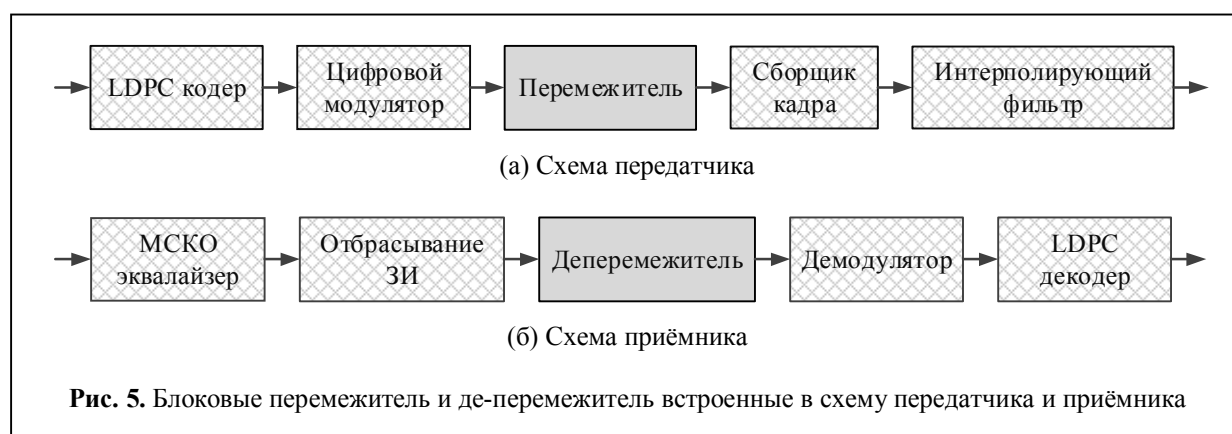 LDPC кодер
Цифровой
модулятор
Перемежитель
Сборщик
кадра
Интерполирующий
фильтр
(а) Схема передатчика
МСКО
эквалайзер
Отбрасывание
ЗИ
Деперемежитель
Демодулятор
LDPC
декодер
(б) Схема приёмника
Рис. 5. Блоковые перемежитель и де-перемежитель встроенные в схему передатчика и приёмника